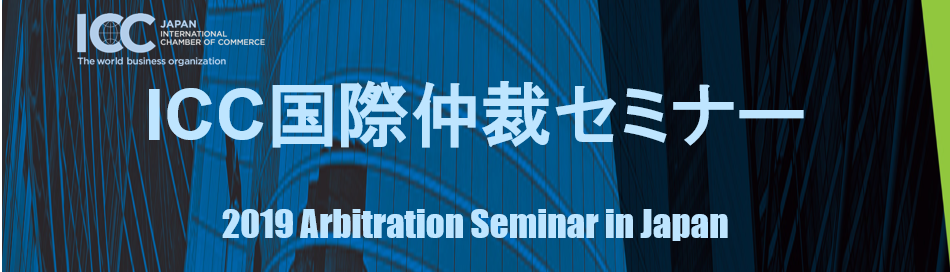 ICC JAPAN
INTERNATIONAL
CHAMBER OF COMMERCE
The world business organization
ICC国際仲裁セミナー
2019 Arbitration Seminar in Japan